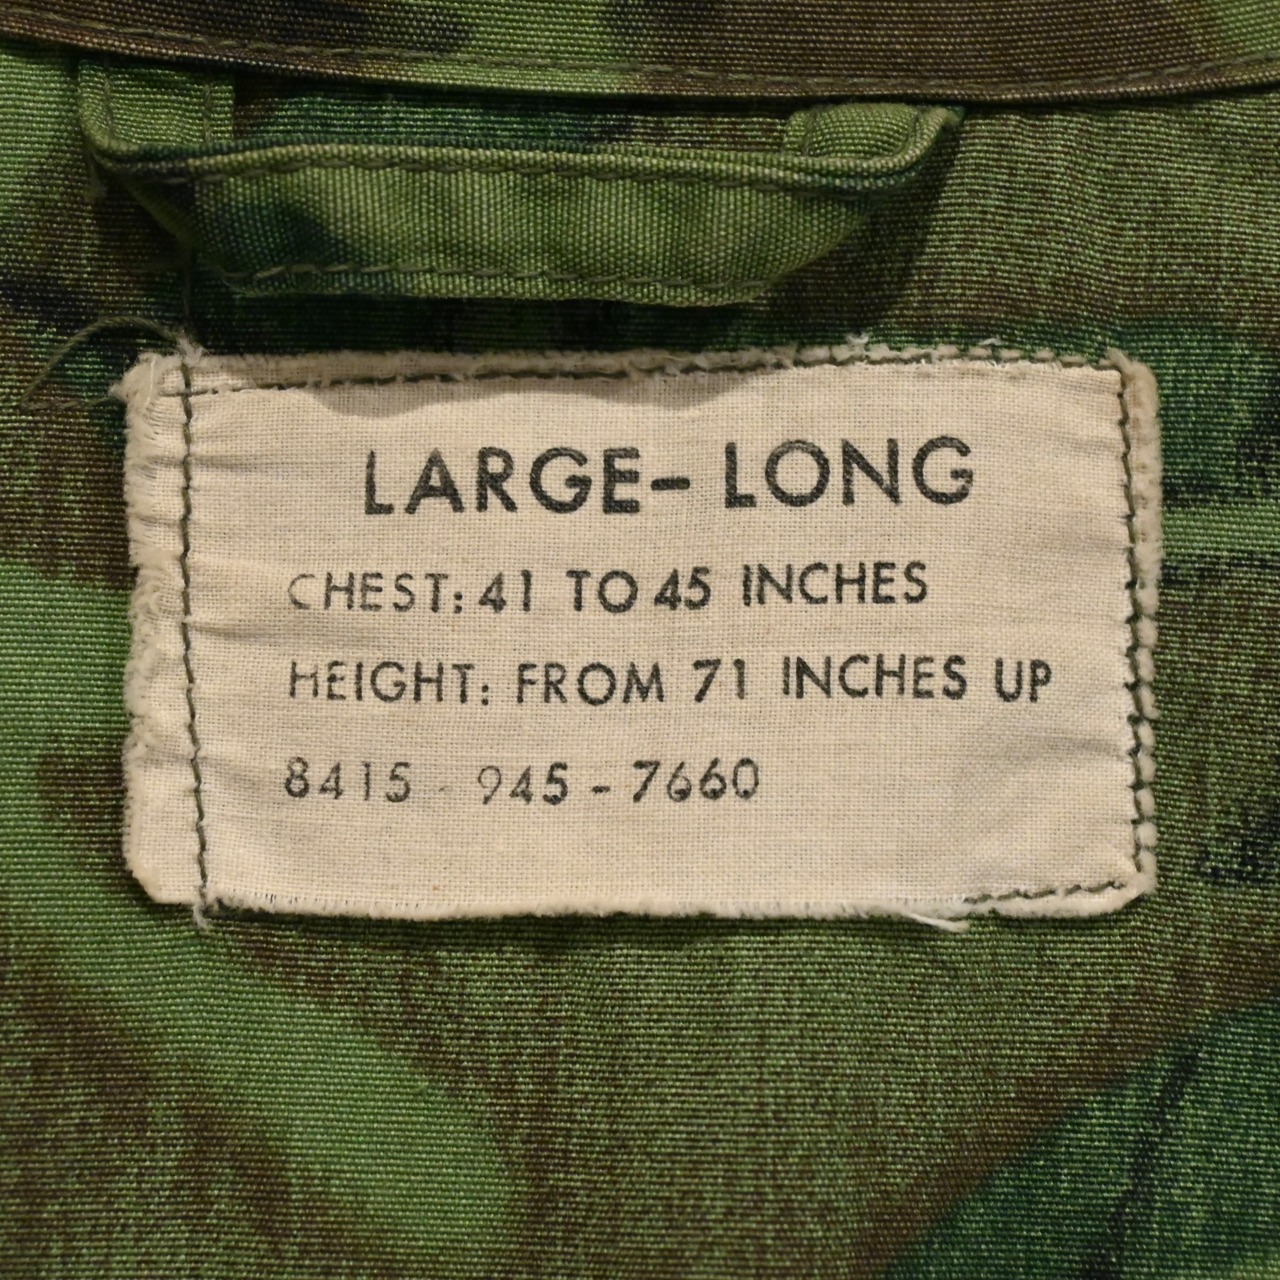 LARGE-LONG
CHEST: 41 TO 45 INCHES
HEIGHT: FROM 71 INCHES UP
8415-945-7660